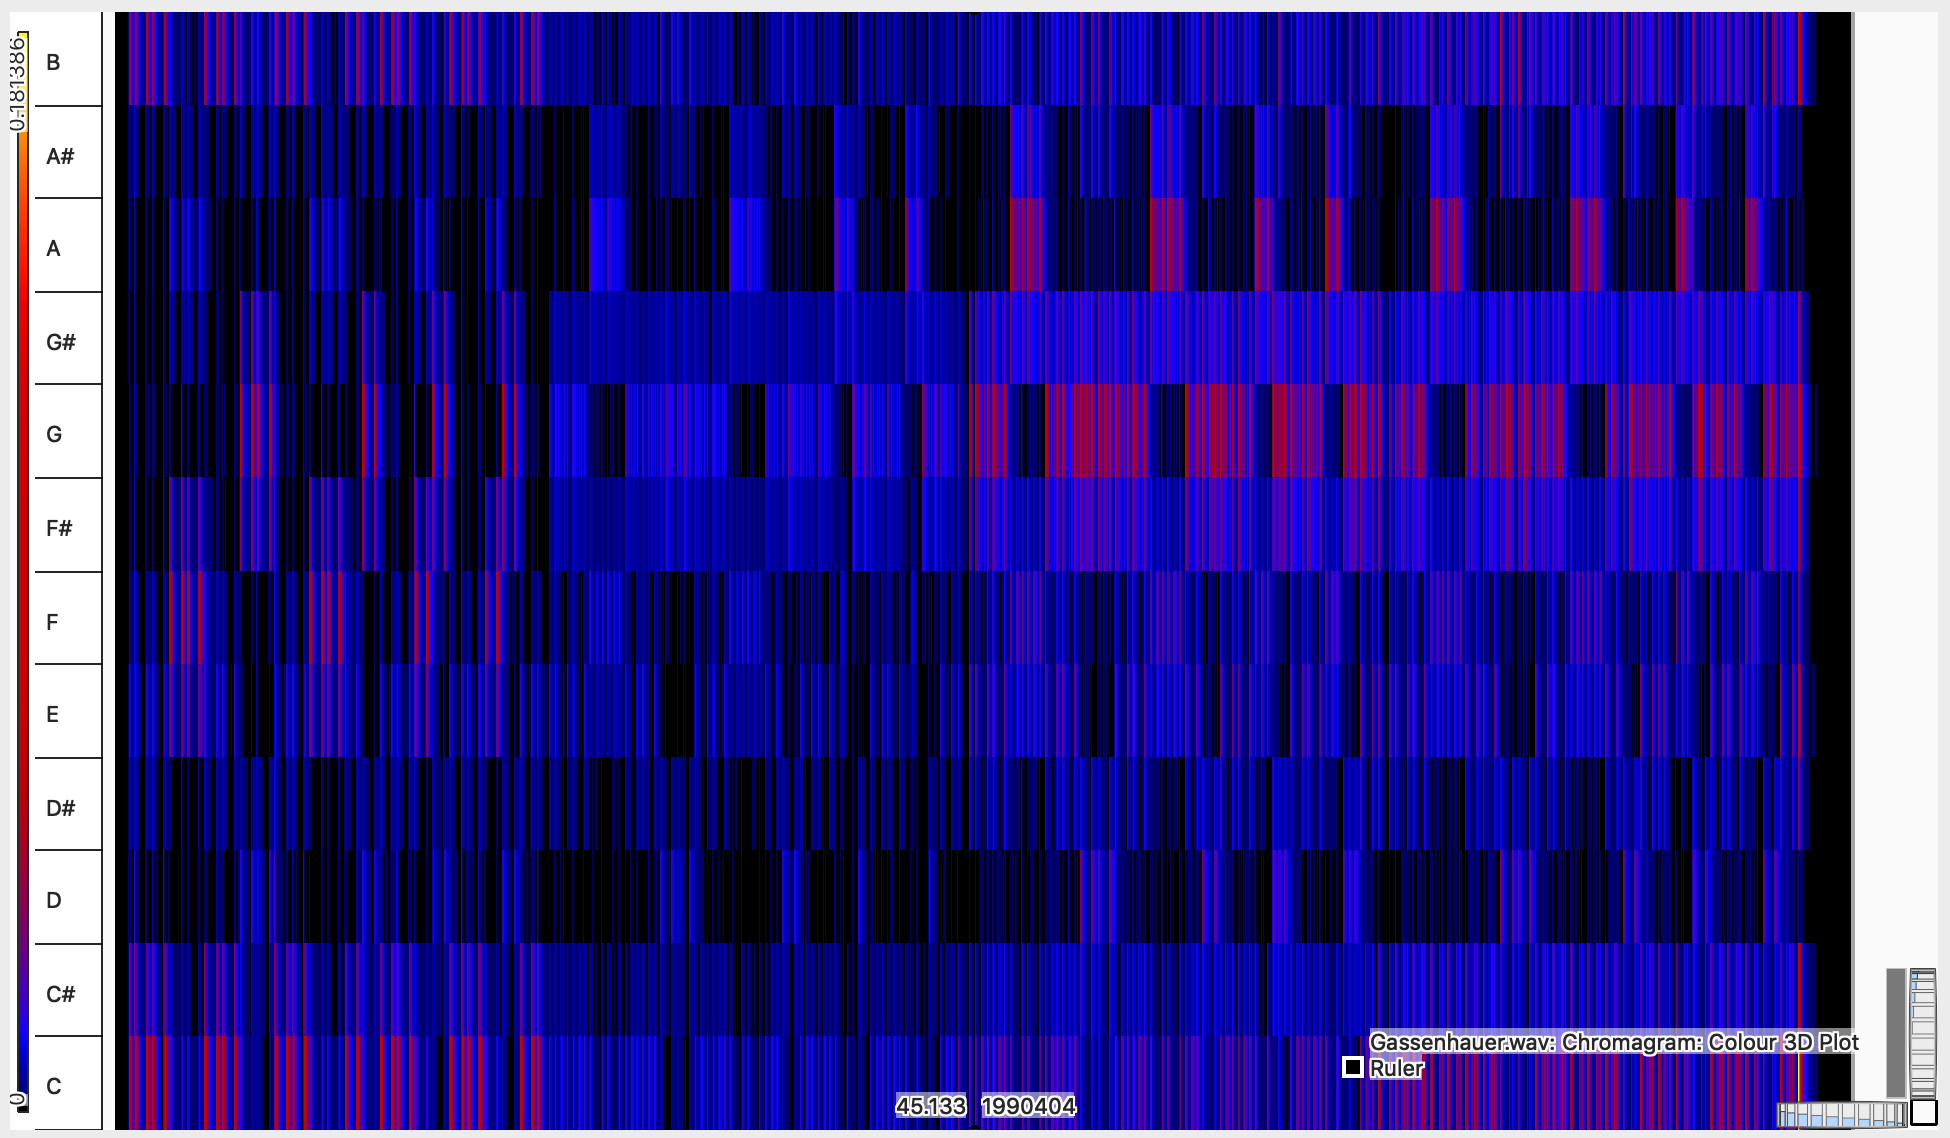 0.181386
B
A#
A
G#
G
F#
F
E
D#
D
C#
C
0
Gassenhauer.wav: Chromagram: Colour 3D Plot
Ruler
45.133 1990404